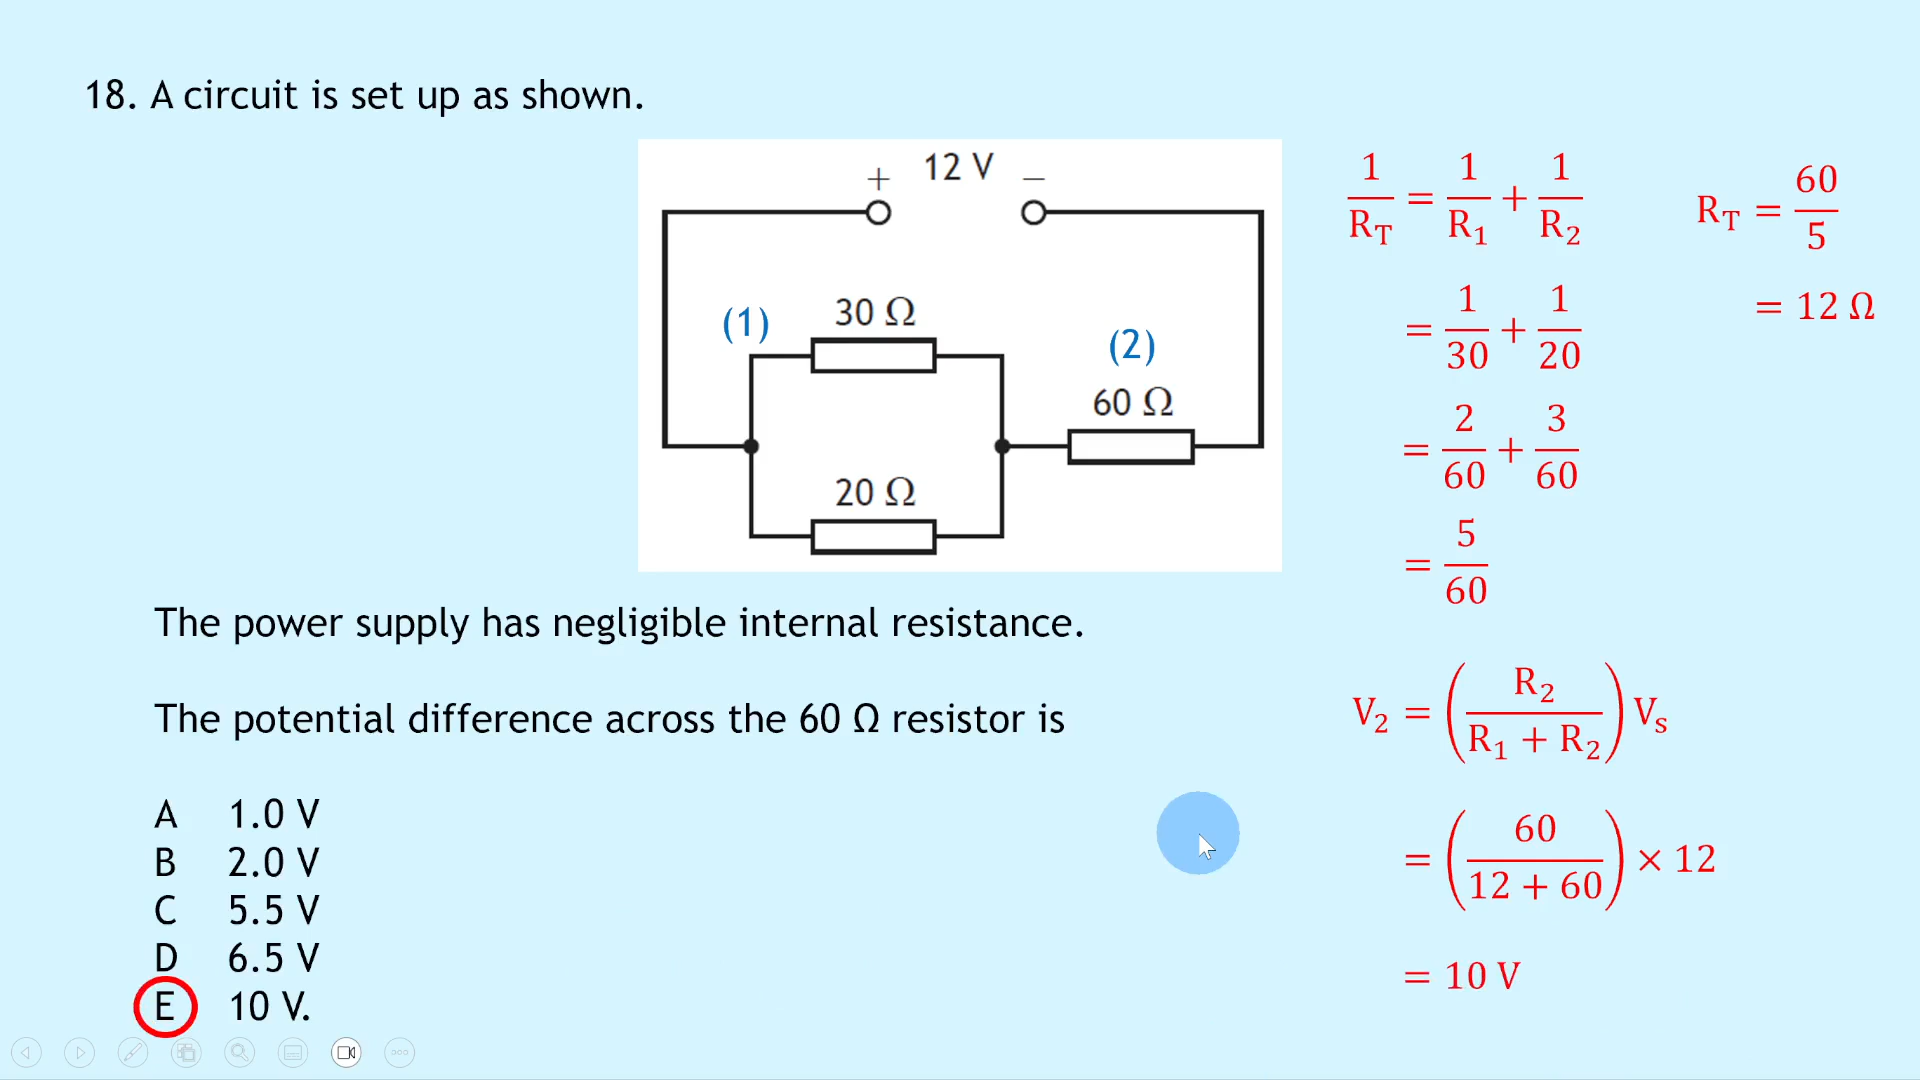 18. A circuit is set up as shown.
+ 12 V −
(1) 30 Ω
(2)
60 Ω
20 Ω
The power supply has negligible internal resistance.
The potential difference across the 60 Ω resistor is
A 1.0 V
B 2.0 V
C 5.5 V
D 6.5 V
E 10 V.
1/R_T = 1/R_1 + 1/R_2
= 1/30 + 1/20
= 2/60 + 3/60
= 5/60
R_T = 60/5
= 12 Ω
V_2 = (R_2/(R_1 + R_2)) V_s
= (60/(12 + 60)) × 12
= 10 V